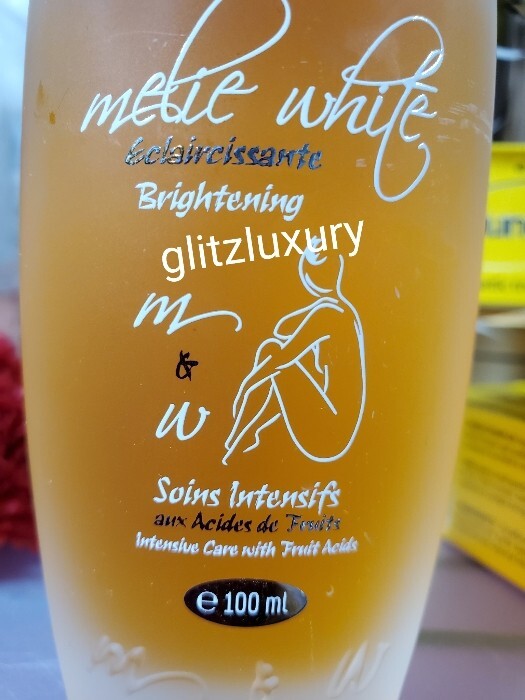 melie white
éclaircissante
Brightening
glitzluxury
m
&
w
Soins Intensifs
aux Acides de Fruits
Intensive Care with Fruit Acids
e 100 ml
m & w